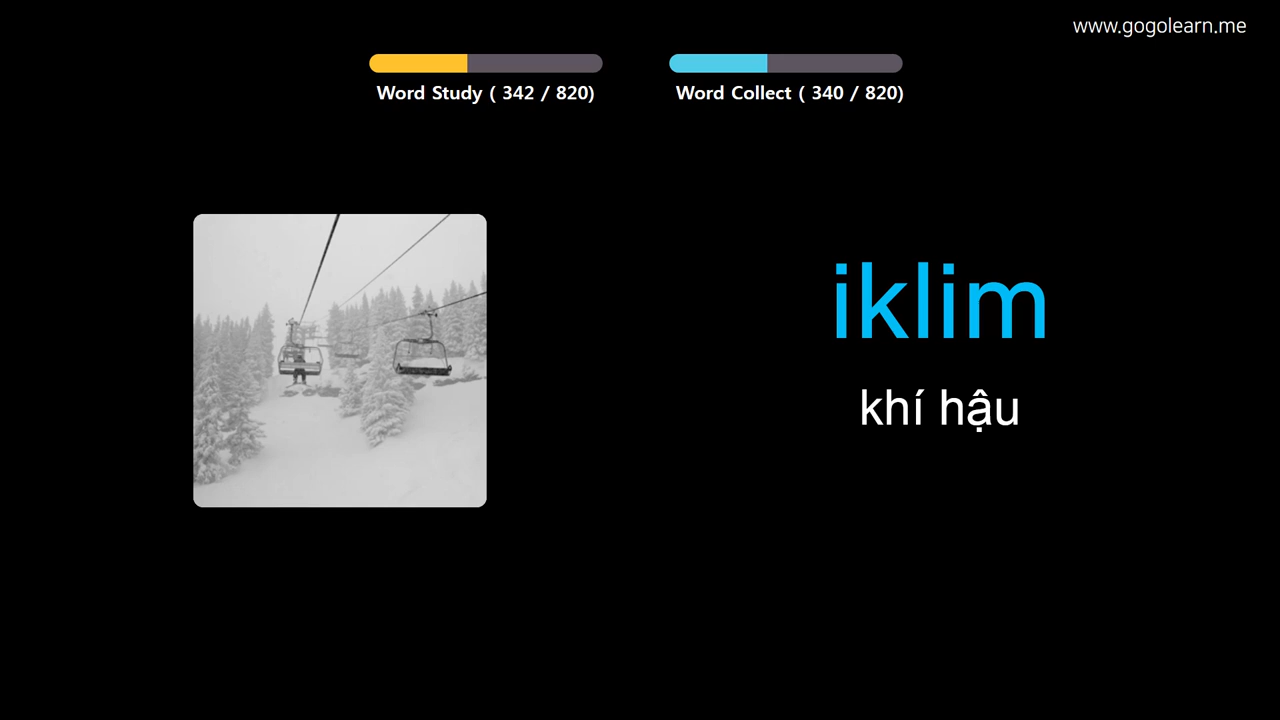 www.gogolearn.me
Word Study ( 342 / 820)
Word Collect ( 340 / 820)
iklim
khí hậu